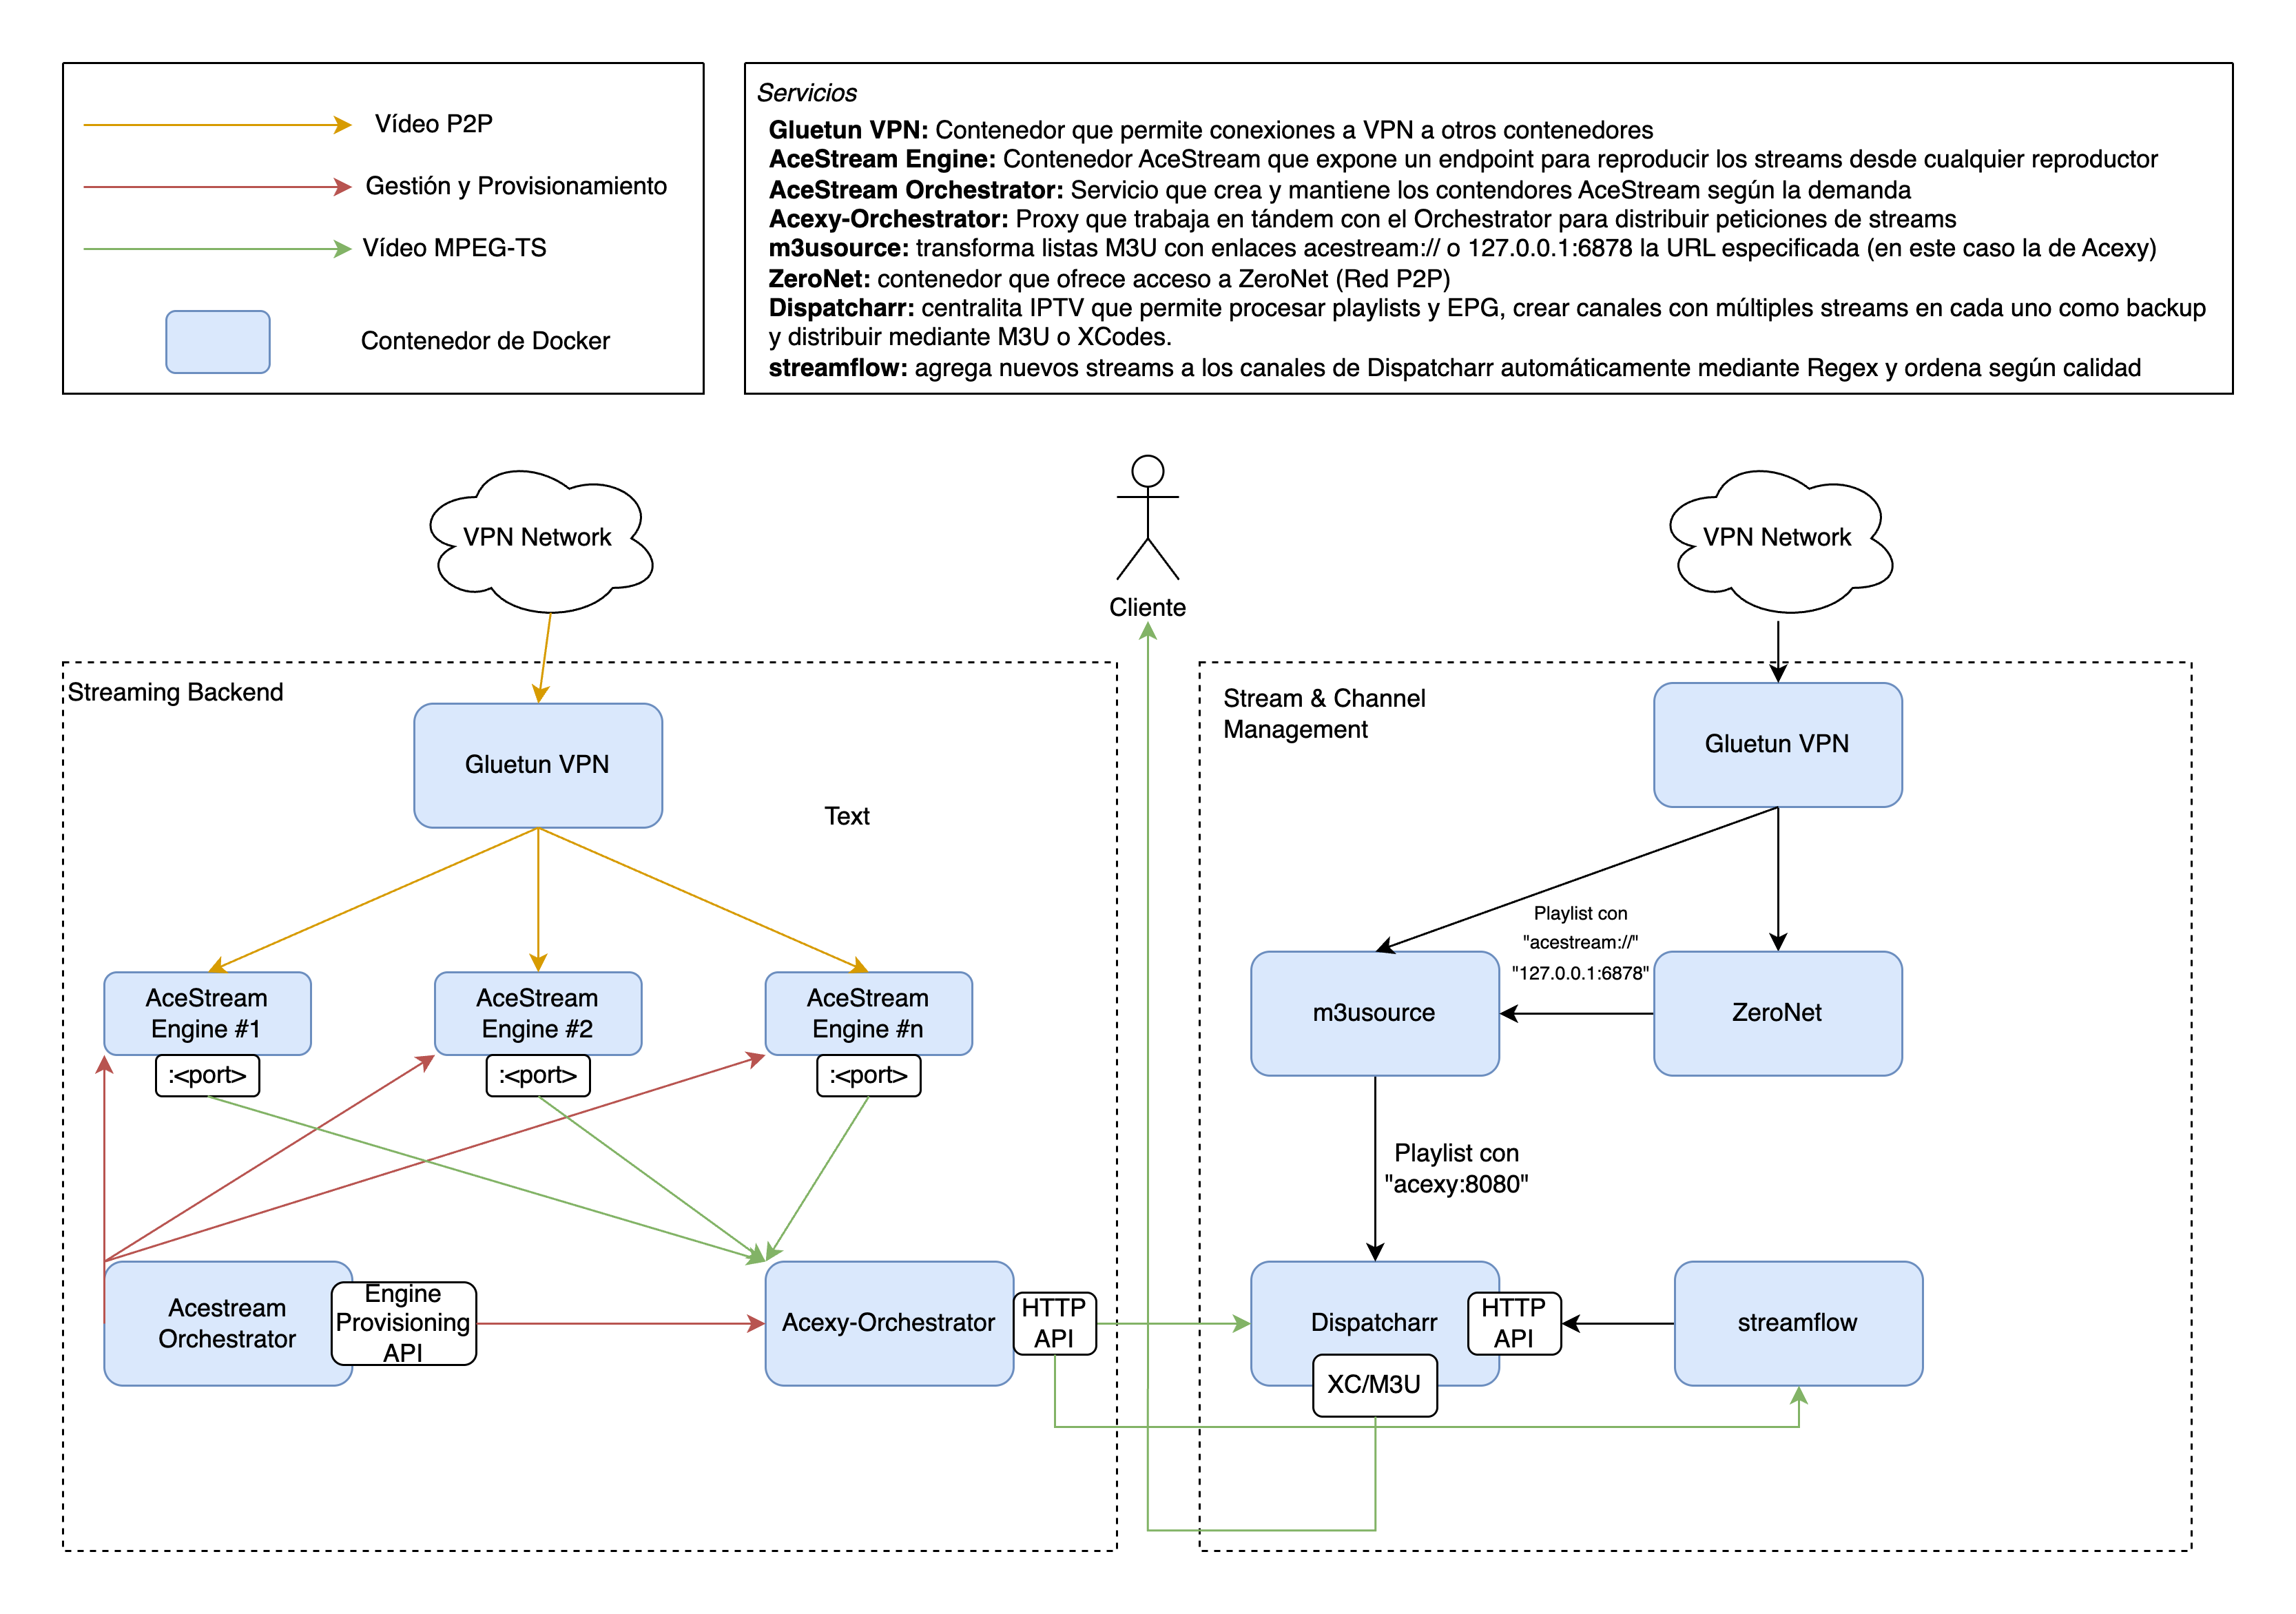 Vídeo P2P
Gestión y Provisionamiento
Vídeo MPEG-TS
Contenedor de Docker
Servicios
Gluetun VPN: Contenedor que permite conexiones a VPN a otros contenedores
AceStream Engine: Contenedor AceStream que expone un endpoint para reproducir los streams desde cualquier reproductor
AceStream Orchestrator: Servicio que crea y mantiene los contendores AceStream según la demanda
Acexy-Orchestrator: Proxy que trabaja en tándem con el Orchestrator para distribuir peticiones de streams
m3usource: transforma listas M3U con enlaces acestream:// o 127.0.0.1:6878 la URL especificada (en este caso la de Acexy)
ZeroNet: contenedor que ofrece acceso a ZeroNet (Red P2P)
Dispatcharr: centralita IPTV que permite procesar playlists y EPG, crear canales con múltiples streams en cada uno como backup
y distribuir mediante M3U o XCodes.
streamflow: agrega nuevos streams a los canales de Dispatcharr automáticamente mediante Regex y ordena según calidad
VPN Network
Cliente
VPN Network
Streaming Backend
Gluetun VPN
Text
AceStream
Engine #1
:<port>
AceStream
Engine #2
:<port>
AceStream
Engine #n
:<port>
Acestream
Orchestrator
Engine
Provisioning
API
Acexy-Orchestrator
HTTP
API
Stream & Channel
Management
Gluetun VPN
Playlist con
"acestream://"
"127.0.0.1:6878"
m3usource
ZeroNet
Playlist con
"acexy:8080"
Dispatcharr
HTTP
API
XC/M3U
streamflow